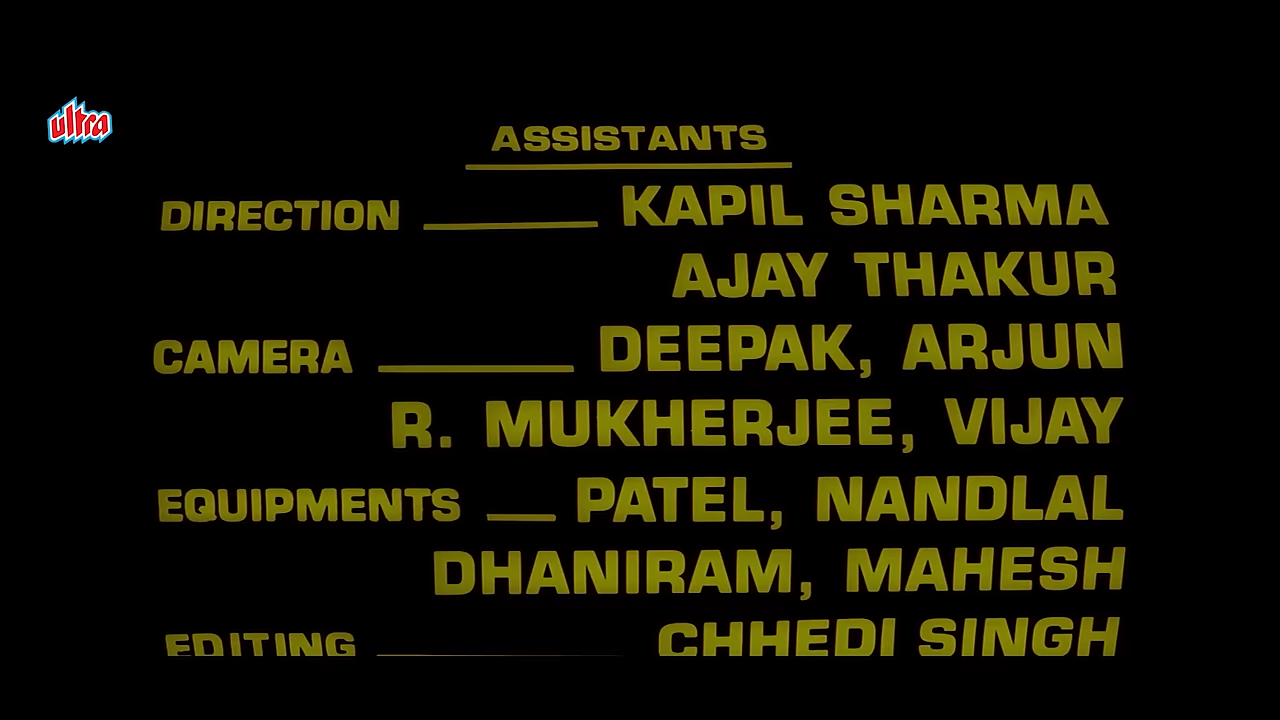 ultra
ASSISTANTS
DIRECTION KAPIL SHARMA
AJAY THAKUR
CAMERA DEEPAK, ARJUN
R. MUKHERJEE, VIJAY
EQUIPMENTS PATEL, NANDLAL
DHANIRAM, MAHESH
EDITING CHHEDI SINGH